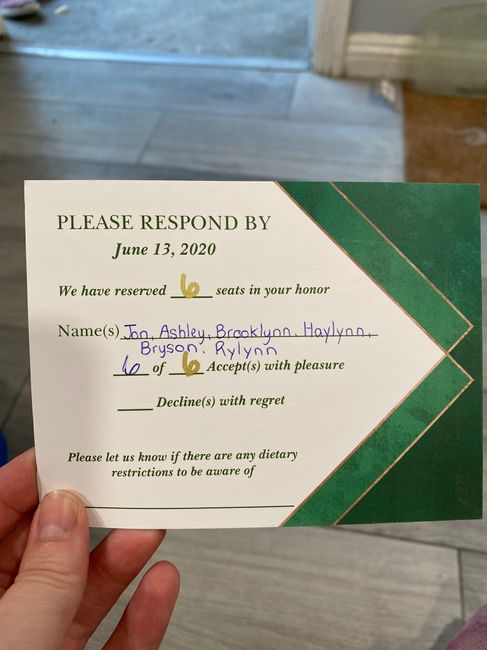 PLEASE RESPOND BY
June 13, 2020
We have reserved 6 seats in your honor
Name(s) Jon, Ashley, Brooklynn, Haylynn,
Bryson, Rylynn
6 of 6 Accept(s) with pleasure
Decline(s) with regret
Please let us know if there are any dietary
restrictions to be aware of